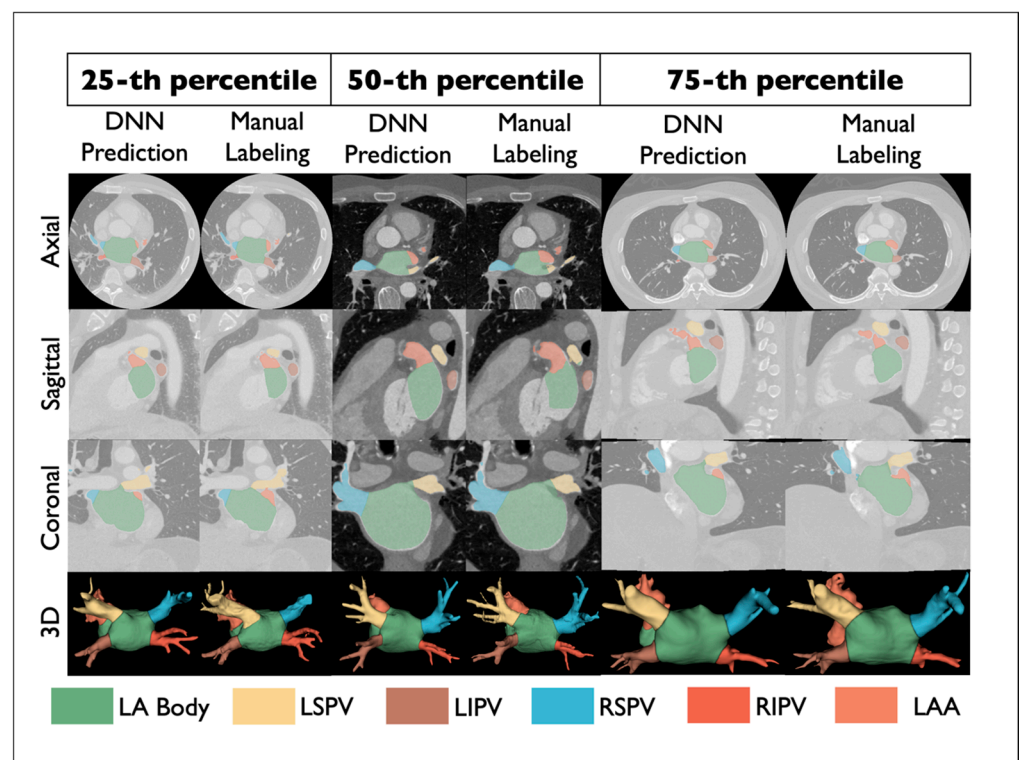 25-th percentile 50-th percentile 75-th percentile
DNN Prediction Manual Labeling DNN Prediction Manual Labeling DNN Prediction Manual Labeling
Axial
Sagittal
Coronal
3D
LA Body LSPV LIPV RSPV RIPV LAA